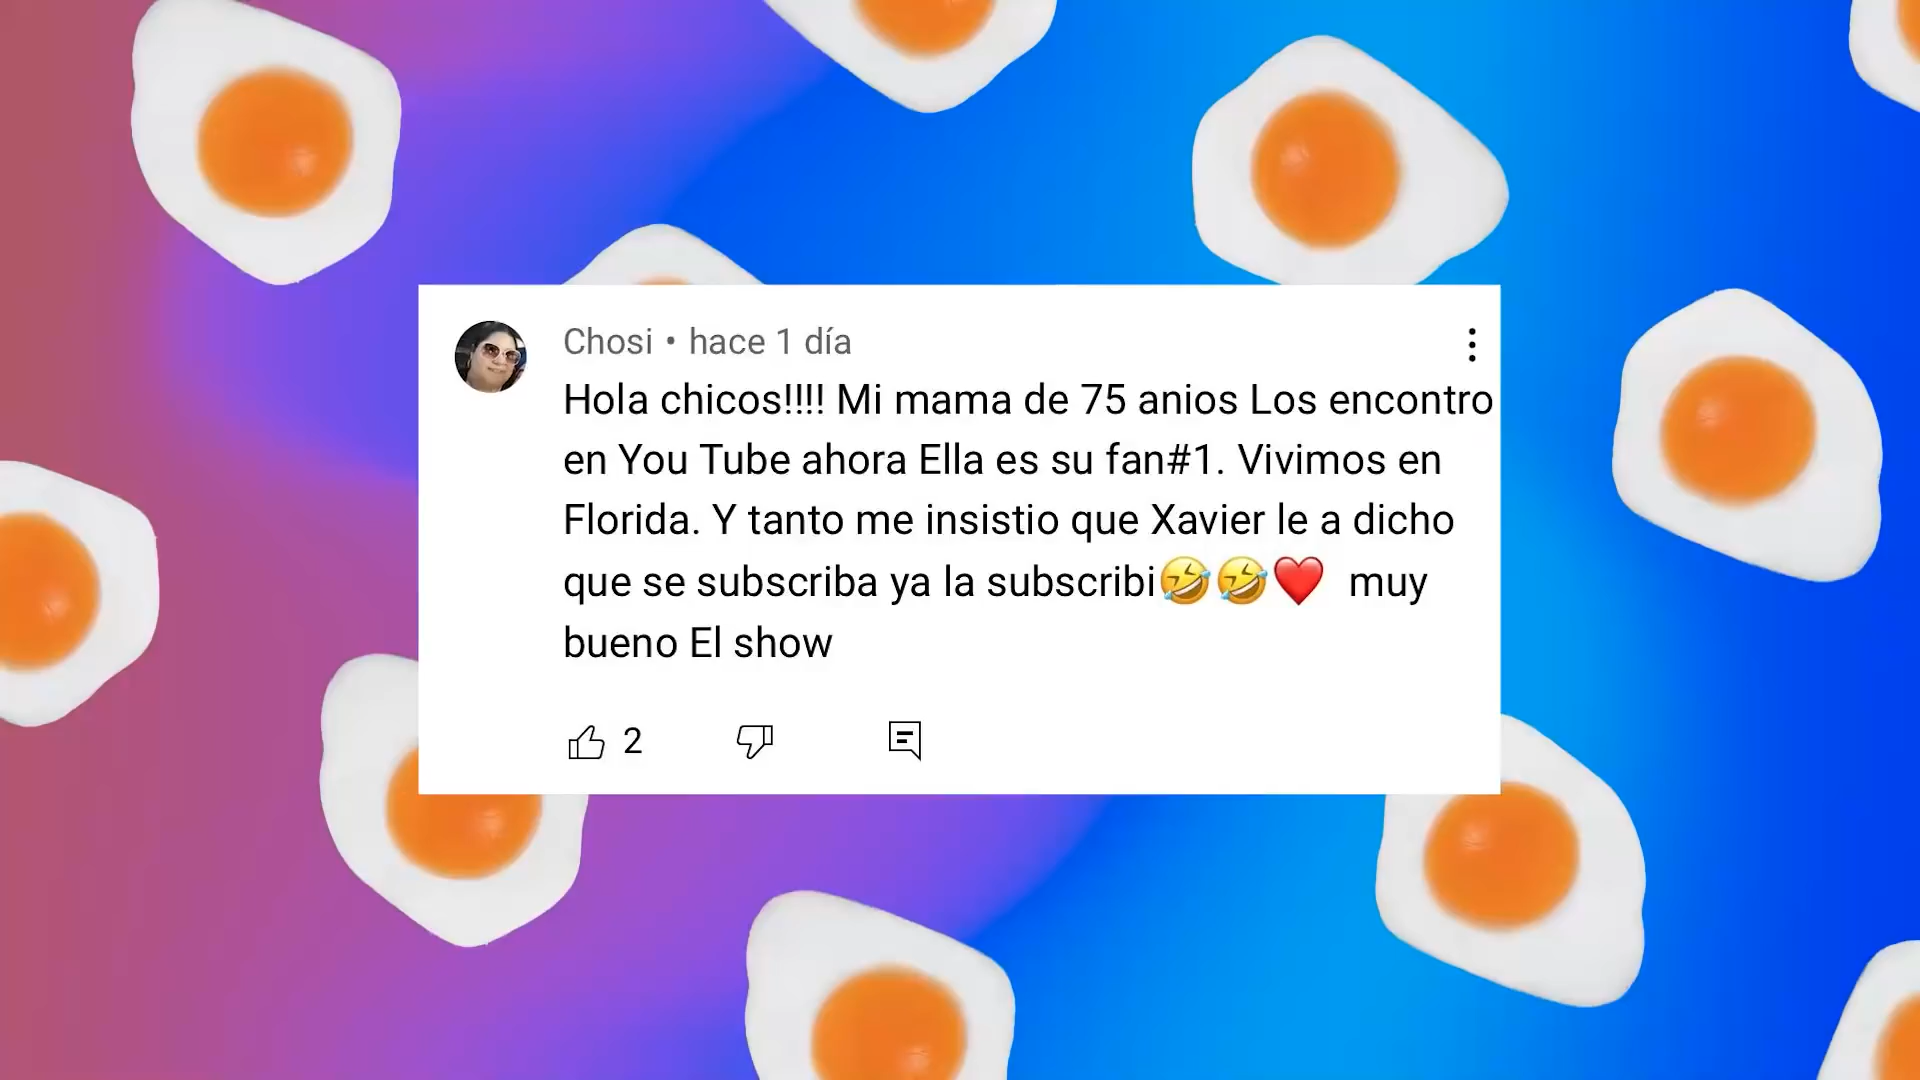 Chosi • hace 1 día
Hola chicos!!!! Mi mama de 75 anios Los encontro
en You Tube ahora Ella es su fan#1. Vivimos en
Florida. Y tanto me insistio que Xavier le a dicho
que se subscriba ya la subscribi🤣🤣❤️ muy
bueno El show
2